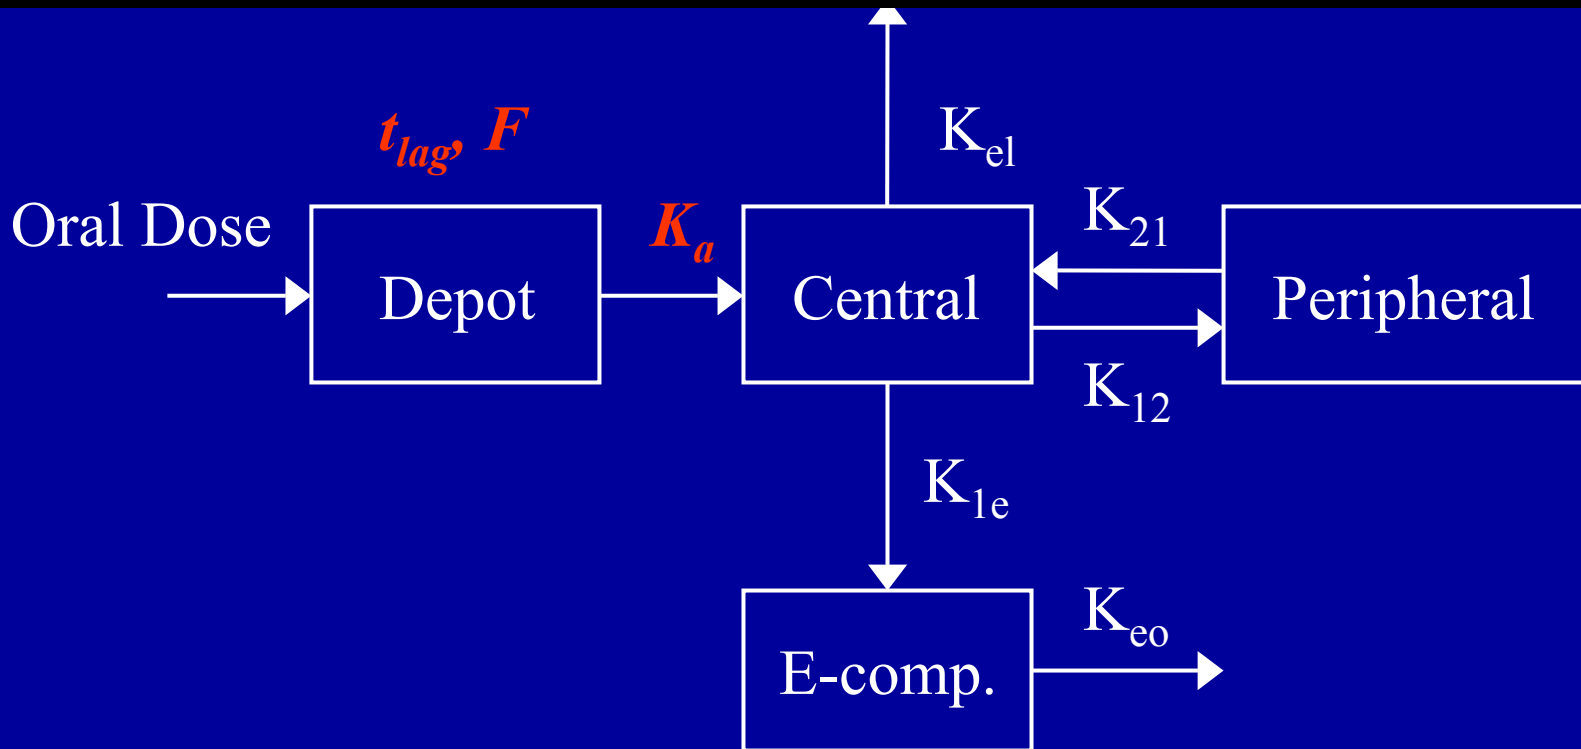 t_lag, F
K_el
Oral Dose
K_a
K_21
Depot
Central
Peripheral
K_12
K_1e
K_eo
E-comp.